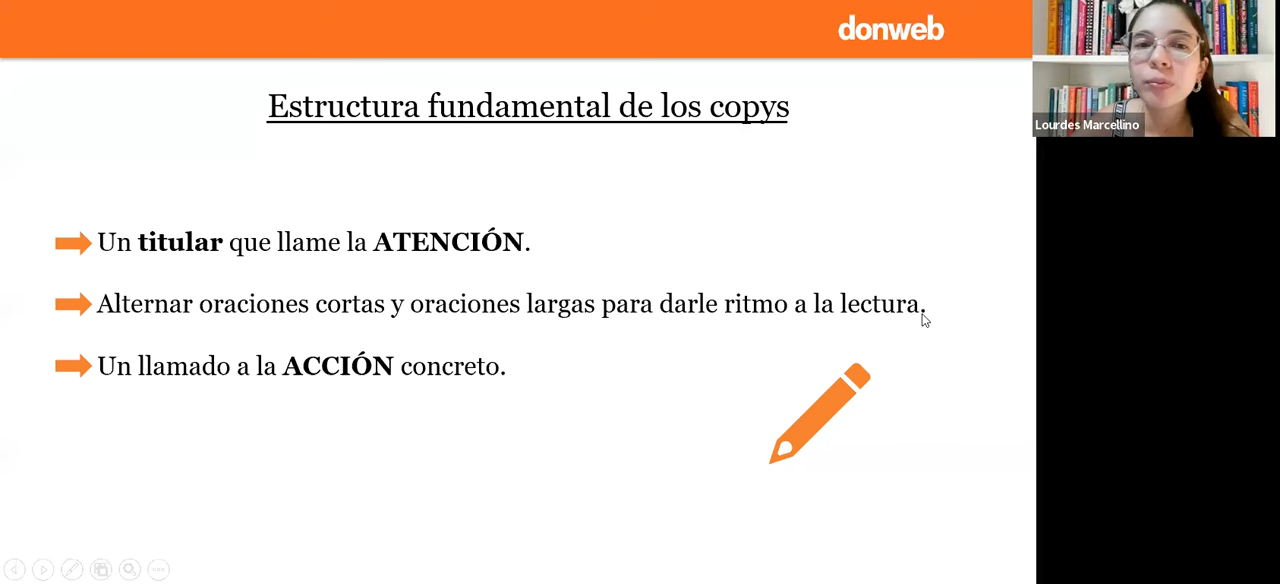 donweb
Estructura fundamental de los copys
Lourdes Marcellino
Un titular que llame la ATENCIÓN.
Alternar oraciones cortas y oraciones largas para darle ritmo a la lectura.
Un llamado a la ACCIÓN concreto.